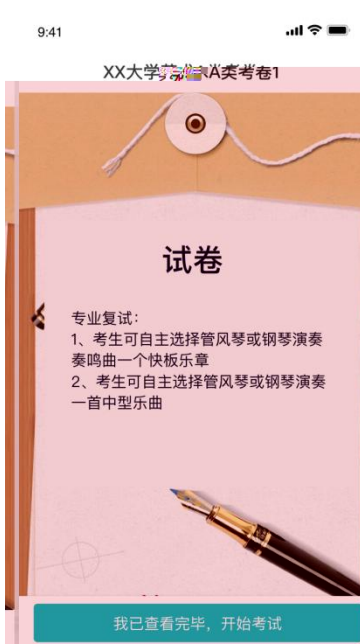 9:41
XX大学 A类考卷1
试卷
专业复试：
1、考生可自主选择管风琴或钢琴演奏
奏鸣曲一个快板乐章
2、考生可自主选择管风琴或钢琴演奏
一首中型乐曲
我已查看完毕，开始考试